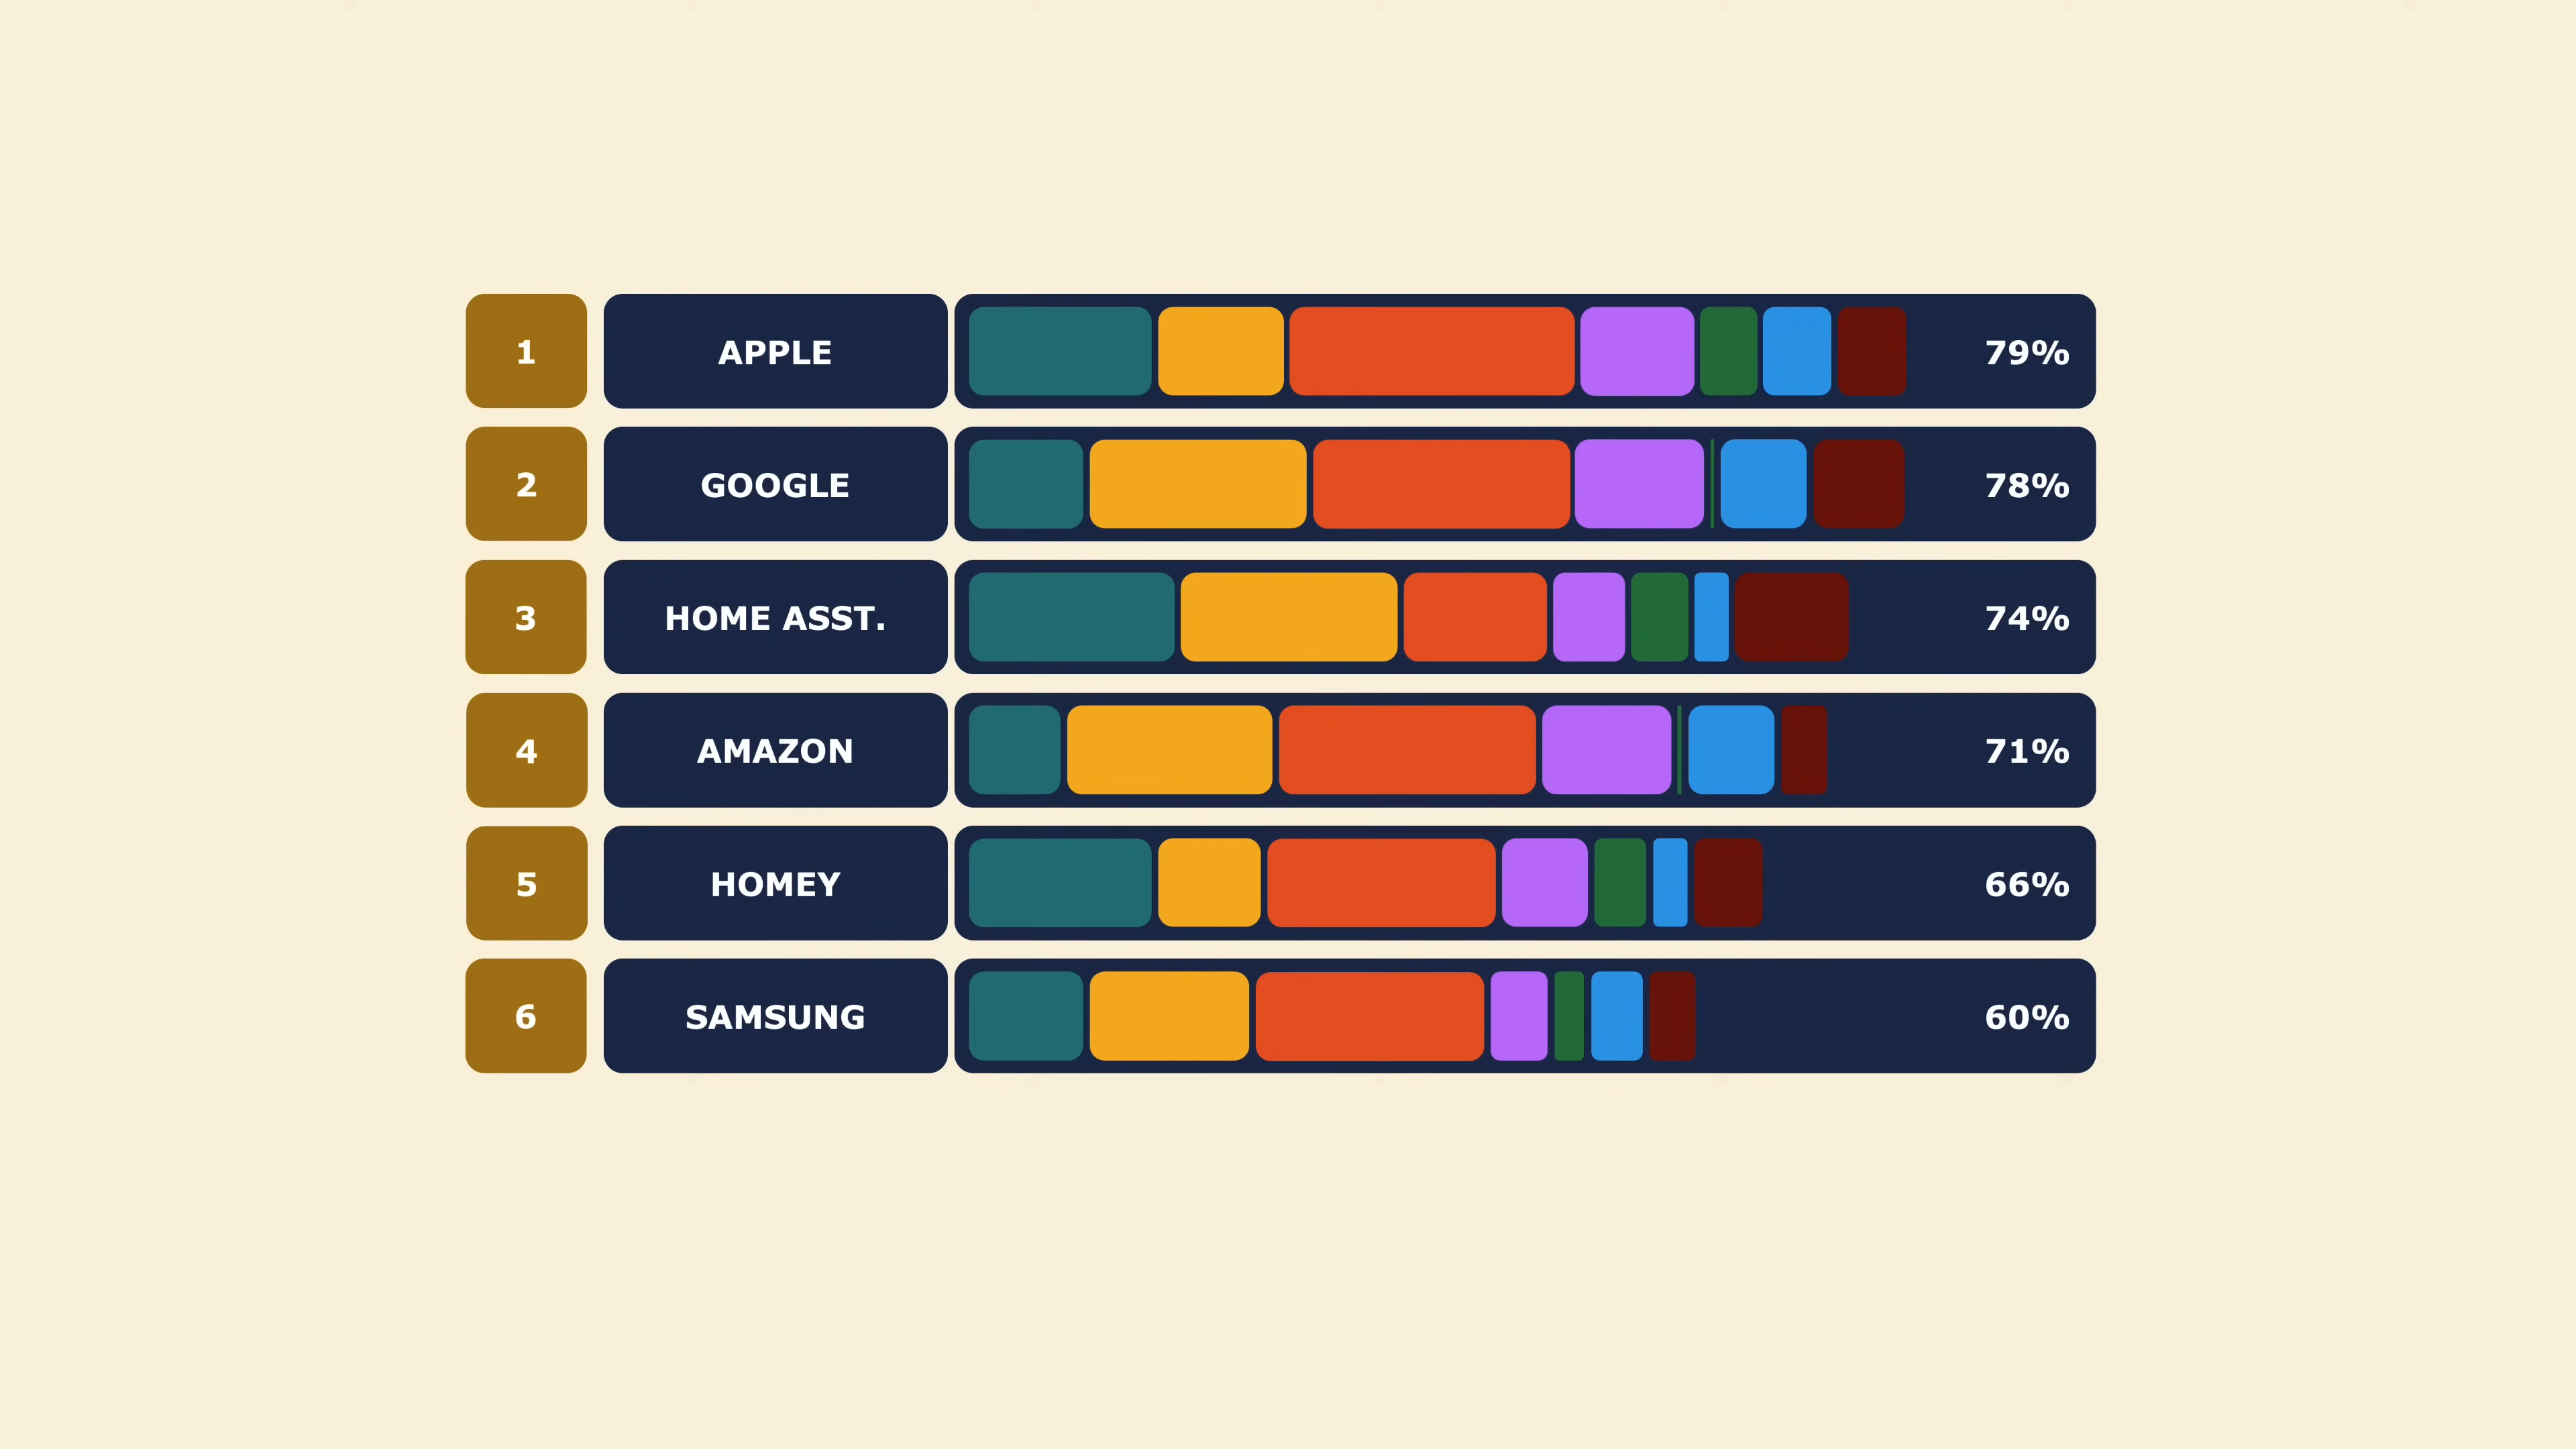 1 APPLE 79%
2 GOOGLE 78%
3 HOME ASST. 74%
4 AMAZON 71%
5 HOMEY 66%
6 SAMSUNG 60%